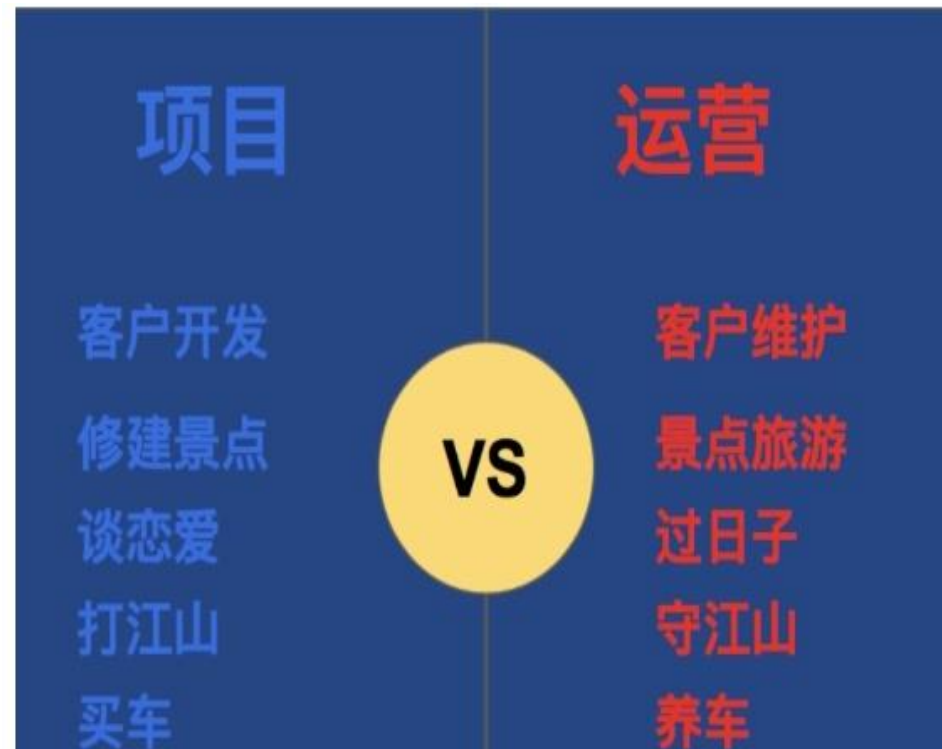 项目
运营
客户开发
客户维护
修建景点
景点旅游
VS
谈恋爱
过日子
打江山
守江山
买车
养车